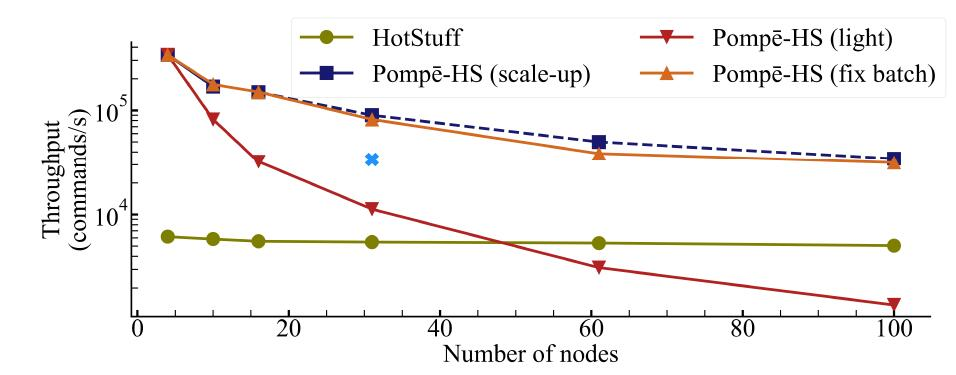 HotStuff
Pompē-HS (scale-up)
Pompē-HS (light)
Pompē-HS (fix batch)
Throughput
(commands/s)
10^5
10^4
0 20 40 60 80 100
Number of nodes